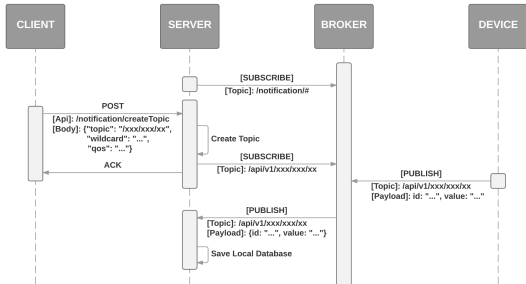 CLIENT
SERVER
BROKER
DEVICE
[SUBSCRIBE]
[Topic]: /notification/#
POST
[Api]: /notification/createTopic
[Body]: {"topic": "/xxx/xxx/xx",
"wildcard": "...",
"qos": "..."}
Create Topic
ACK
[SUBSCRIBE]
[Topic]: /api/v1/xxx/xxx/xx
[PUBLISH]
[Topic]: /api/v1/xxx/xxx/xx
[Payload]: id: "...", value: "..."
[PUBLISH]
[Topic]: /api/v1/xxx/xxx/xx
[Payload]: {id: "...", value: "..."}
Save Local Database